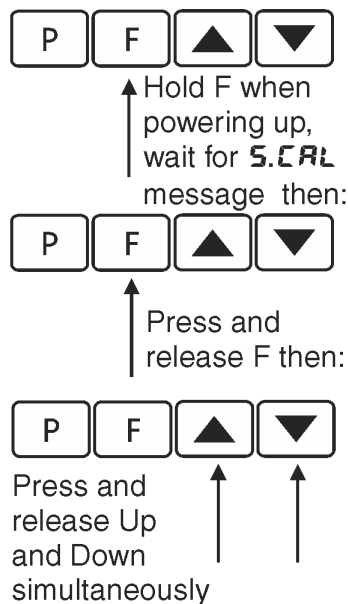 P F ▲ ▼
Hold F when
powering up,
wait for S.CAL
message then:
P F ▲ ▼
Press and
release F then:
P F ▲ ▼
Press and
release Up
and Down
simultaneously